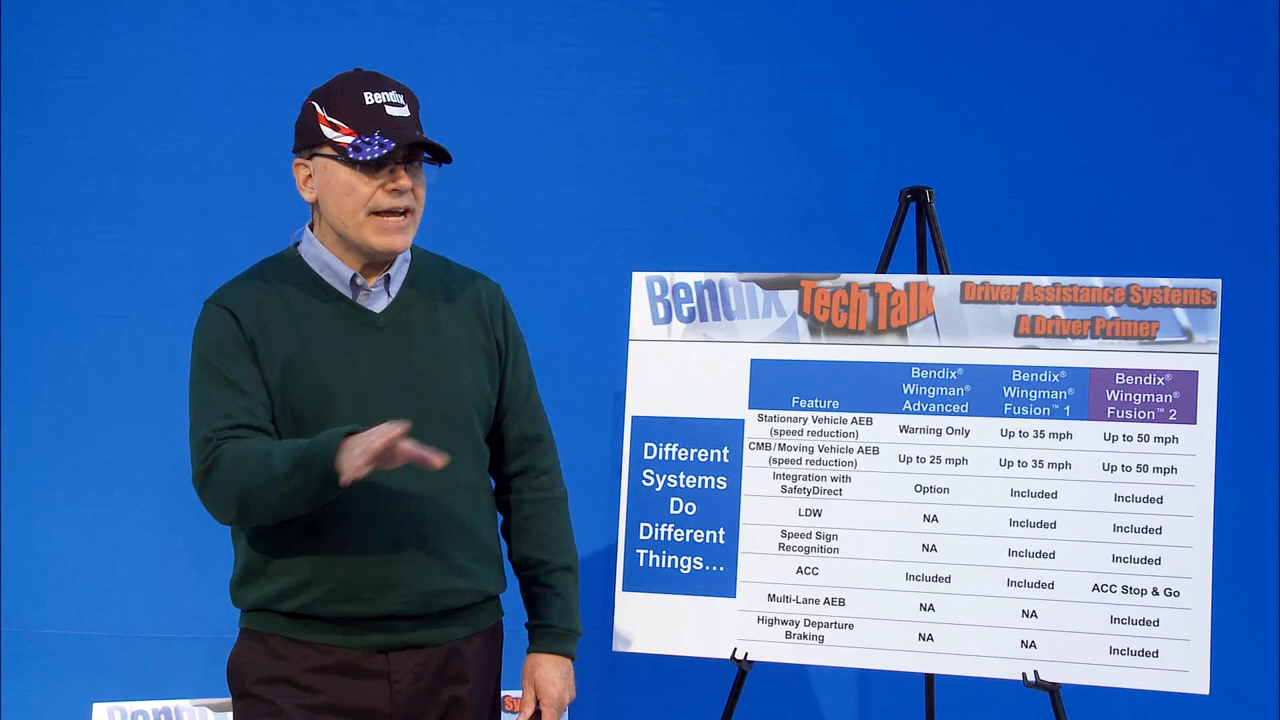 Bendix
Bendix Tech Talk
Driver Assistance Systems:
A Driver Primer
Different
Systems
Do
Different
Things…
Feature
Bendix®
Wingman®
Advanced
Bendix®
Wingman®
Fusion™ 1
Bendix®
Wingman®
Fusion™ 2
Stationary Vehicle AEB
(speed reduction)
Warning Only
Up to 35 mph
Up to 50 mph
CMB/Moving Vehicle AEB
(speed reduction)
Up to 25 mph
Up to 35 mph
Up to 50 mph
Integration with
SafetyDirect
Option
Included
Included
LDW
NA
Included
Included
Speed Sign
Recognition
NA
Included
Included
ACC
Included
Included
ACC Stop & Go
Multi-Lane AEB
NA
NA
Included
Highway Departure
Braking
NA
NA
Included
Bendix